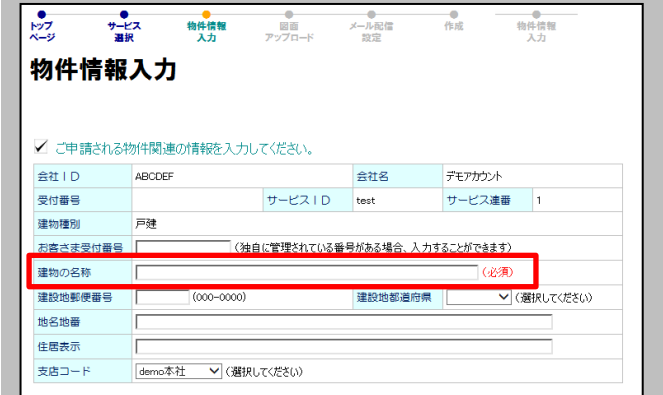 トップ
ページ
サービス
選択
物件情報
入力
図面
アップロード
メール配信
設定
作成
物件情報
入力
物件情報入力
ご申請される物件関連の情報を入力してください。
会社ID ABCDEF 会社名 デモアカウント
受付番号 サービスID test サービス連番 1
建物種別 戸建
お客さま受付番号 (独自に管理されている番号がある場合、入力することができます)
建物の名称 (必須)
建設地郵便番号 (000-0000) 建設地都道府県 (選択してください)
地名地番
住居表示
支店コード demo本社 (選択してください)